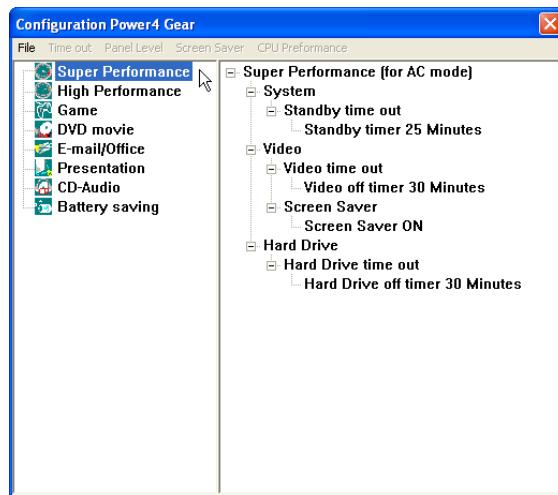 Configuration Power4 Gear
File Time out Panel Level Screen Saver CPU Preformance
Super Performance
High Performance
Game
DVD movie
E-mail/Office
Presentation
CD-Audio
Battery saving
Super Performance (for AC mode)
System
Standby time out
Standby timer 25 Minutes
Video
Video time out
Video off timer 30 Minutes
Screen Saver
Screen Saver ON
Hard Drive
Hard Drive time out
Hard Drive off timer 30 Minutes